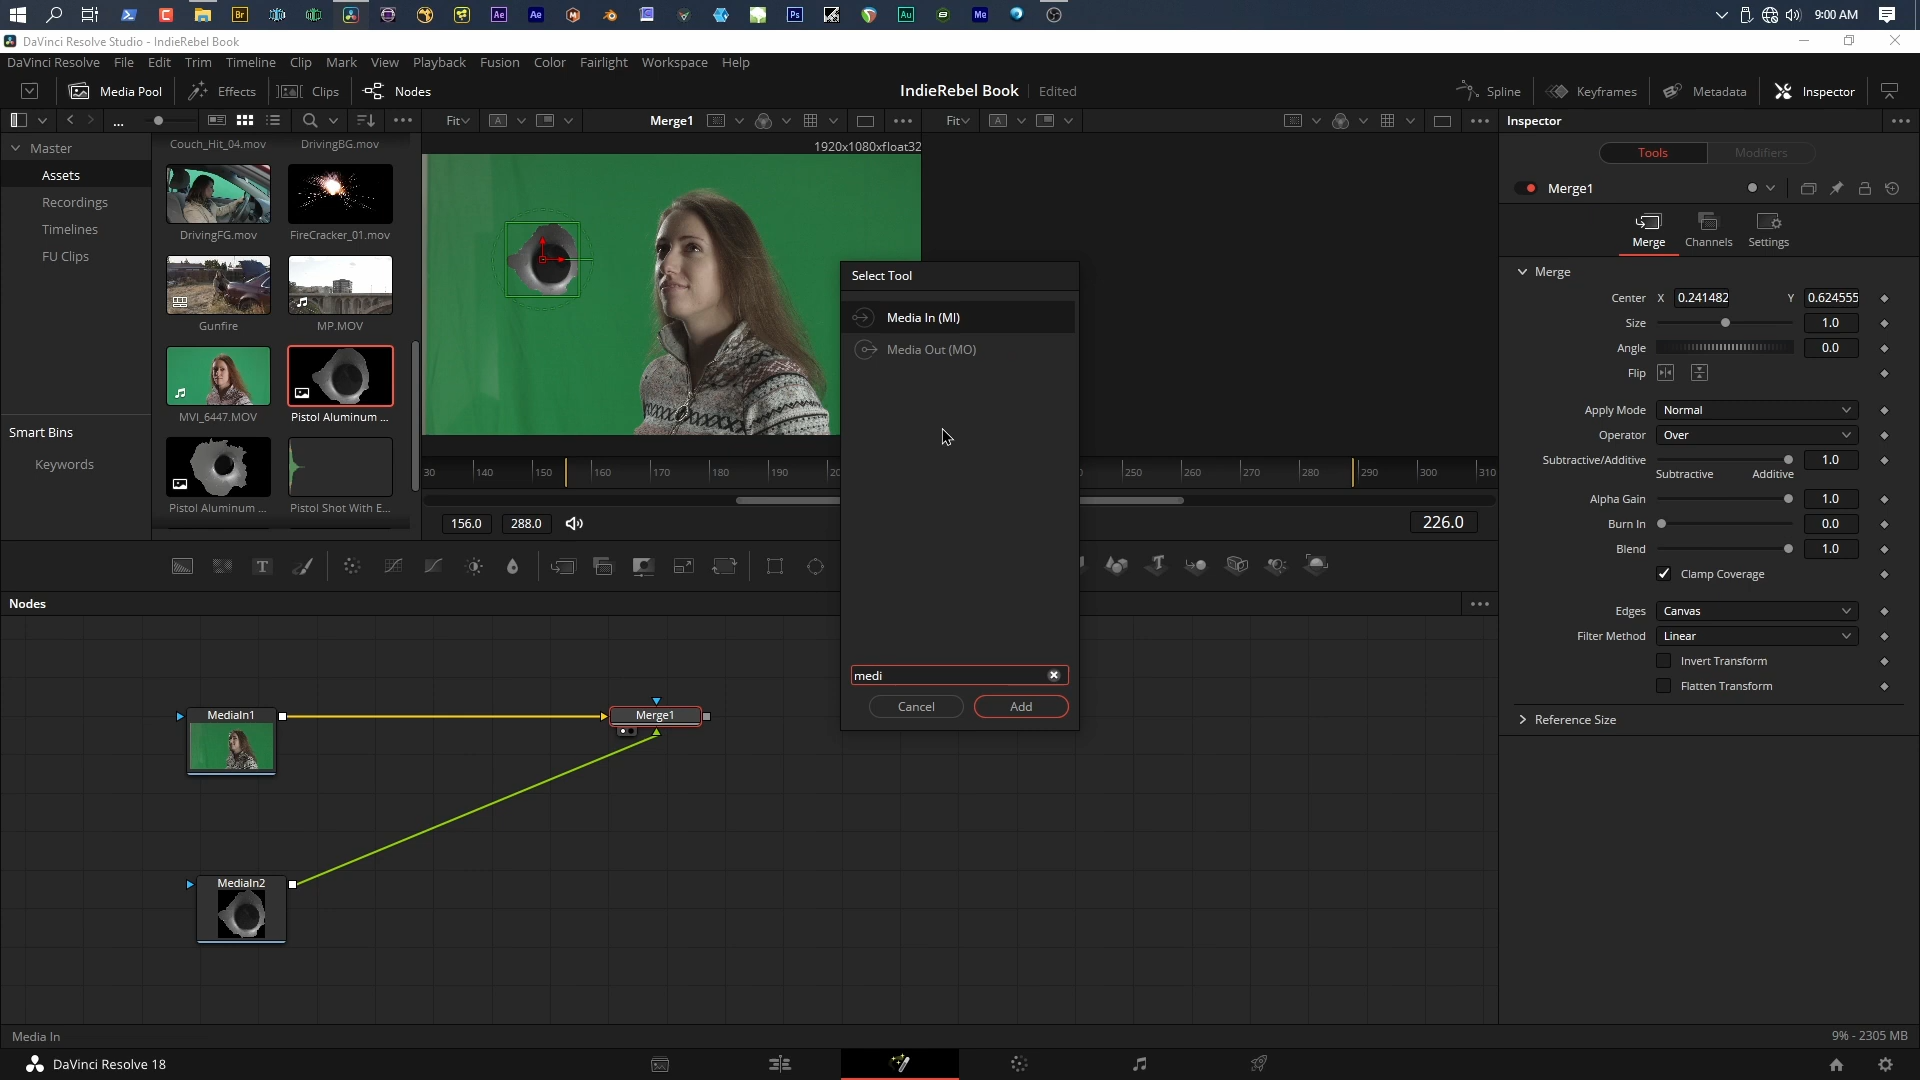 9:00 AM
DaVinci Resolve Studio - IndieRebel Book
DaVinci Resolve File Edit Trim Timeline Clip Mark View Playback Fusion Color Fairlight Workspace Help
Media Pool Effects Clips Nodes IndieRebel Book Edited Spline Keyframes Metadata Inspector
... Fit Merge1 Fit Inspector
1920x1080xfloat32
Master
Assets
Recordings
Timelines
FU Clips
Smart Bins
Keywords
Couch_Hit_04.mov DrivingBG.mov
DrivingFG.mov FireCracker_01.mov
Gunfire MP.MOV
MVI_6447.MOV Pistol Aluminum ...
Pistol Aluminum ... Pistol Shot With E...
130 140 150 160 170 180 190 250 260 270 280 290 300 310
156.0 288.0 226.0
Select Tool
Media In (MI)
Media Out (MO)
medi
Cancel Add
Nodes
MediaIn1 Merge1
MediaIn2
Tools Modifiers
Merge1
Merge Channels Settings
Merge
Center X 0.241482 Y 0.624555
Size 1.0
Angle 0.0
Flip
Apply Mode Normal
Operator Over
Subtractive/Additive 1.0
Subtractive Additive
Alpha Gain 1.0
Burn In 0.0
Blend 1.0
Clamp Coverage
Edges Canvas
Filter Method Linear
Invert Transform
Flatten Transform
Reference Size
Media In 9% - 2305 MB
DaVinci Resolve 18